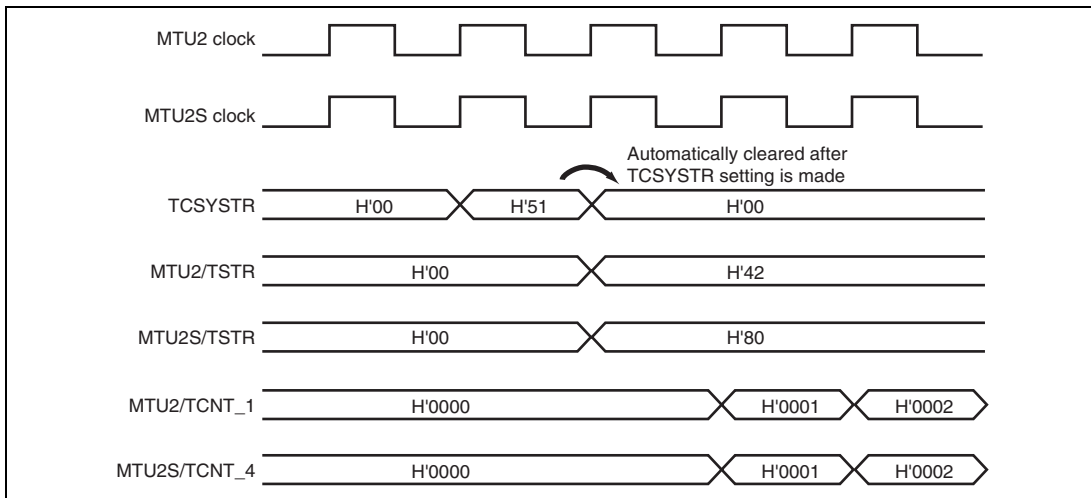 MTU2 clock
MTU2S clock
Automatically cleared after
TCSYSTR setting is made
TCSYSTR H'00 H'51 H'00
MTU2/TSTR H'00 H'42
MTU2S/TSTR H'00 H'80
MTU2/TCNT_1 H'0000 H'0001 H'0002
MTU2S/TCNT_4 H'0000 H'0001 H'0002